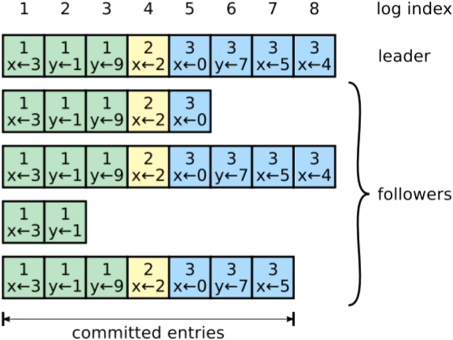 1 2 3 4 5 6 7 8 log index
1 1 1 2 3 3 3 3
x←3 y←1 y←9 x←2 x←0 y←7 x←5 x←4 leader
1 1 1 2 3
x←3 y←1 y←9 x←2 x←0
1 1 1 2 3 3 3 3
x←3 y←1 y←9 x←2 x←0 y←7 x←5 x←4
followers
1 1
x←3 y←1
1 1 1 2 3 3 3
x←3 y←1 y←9 x←2 x←0 y←7 x←5
committed entries